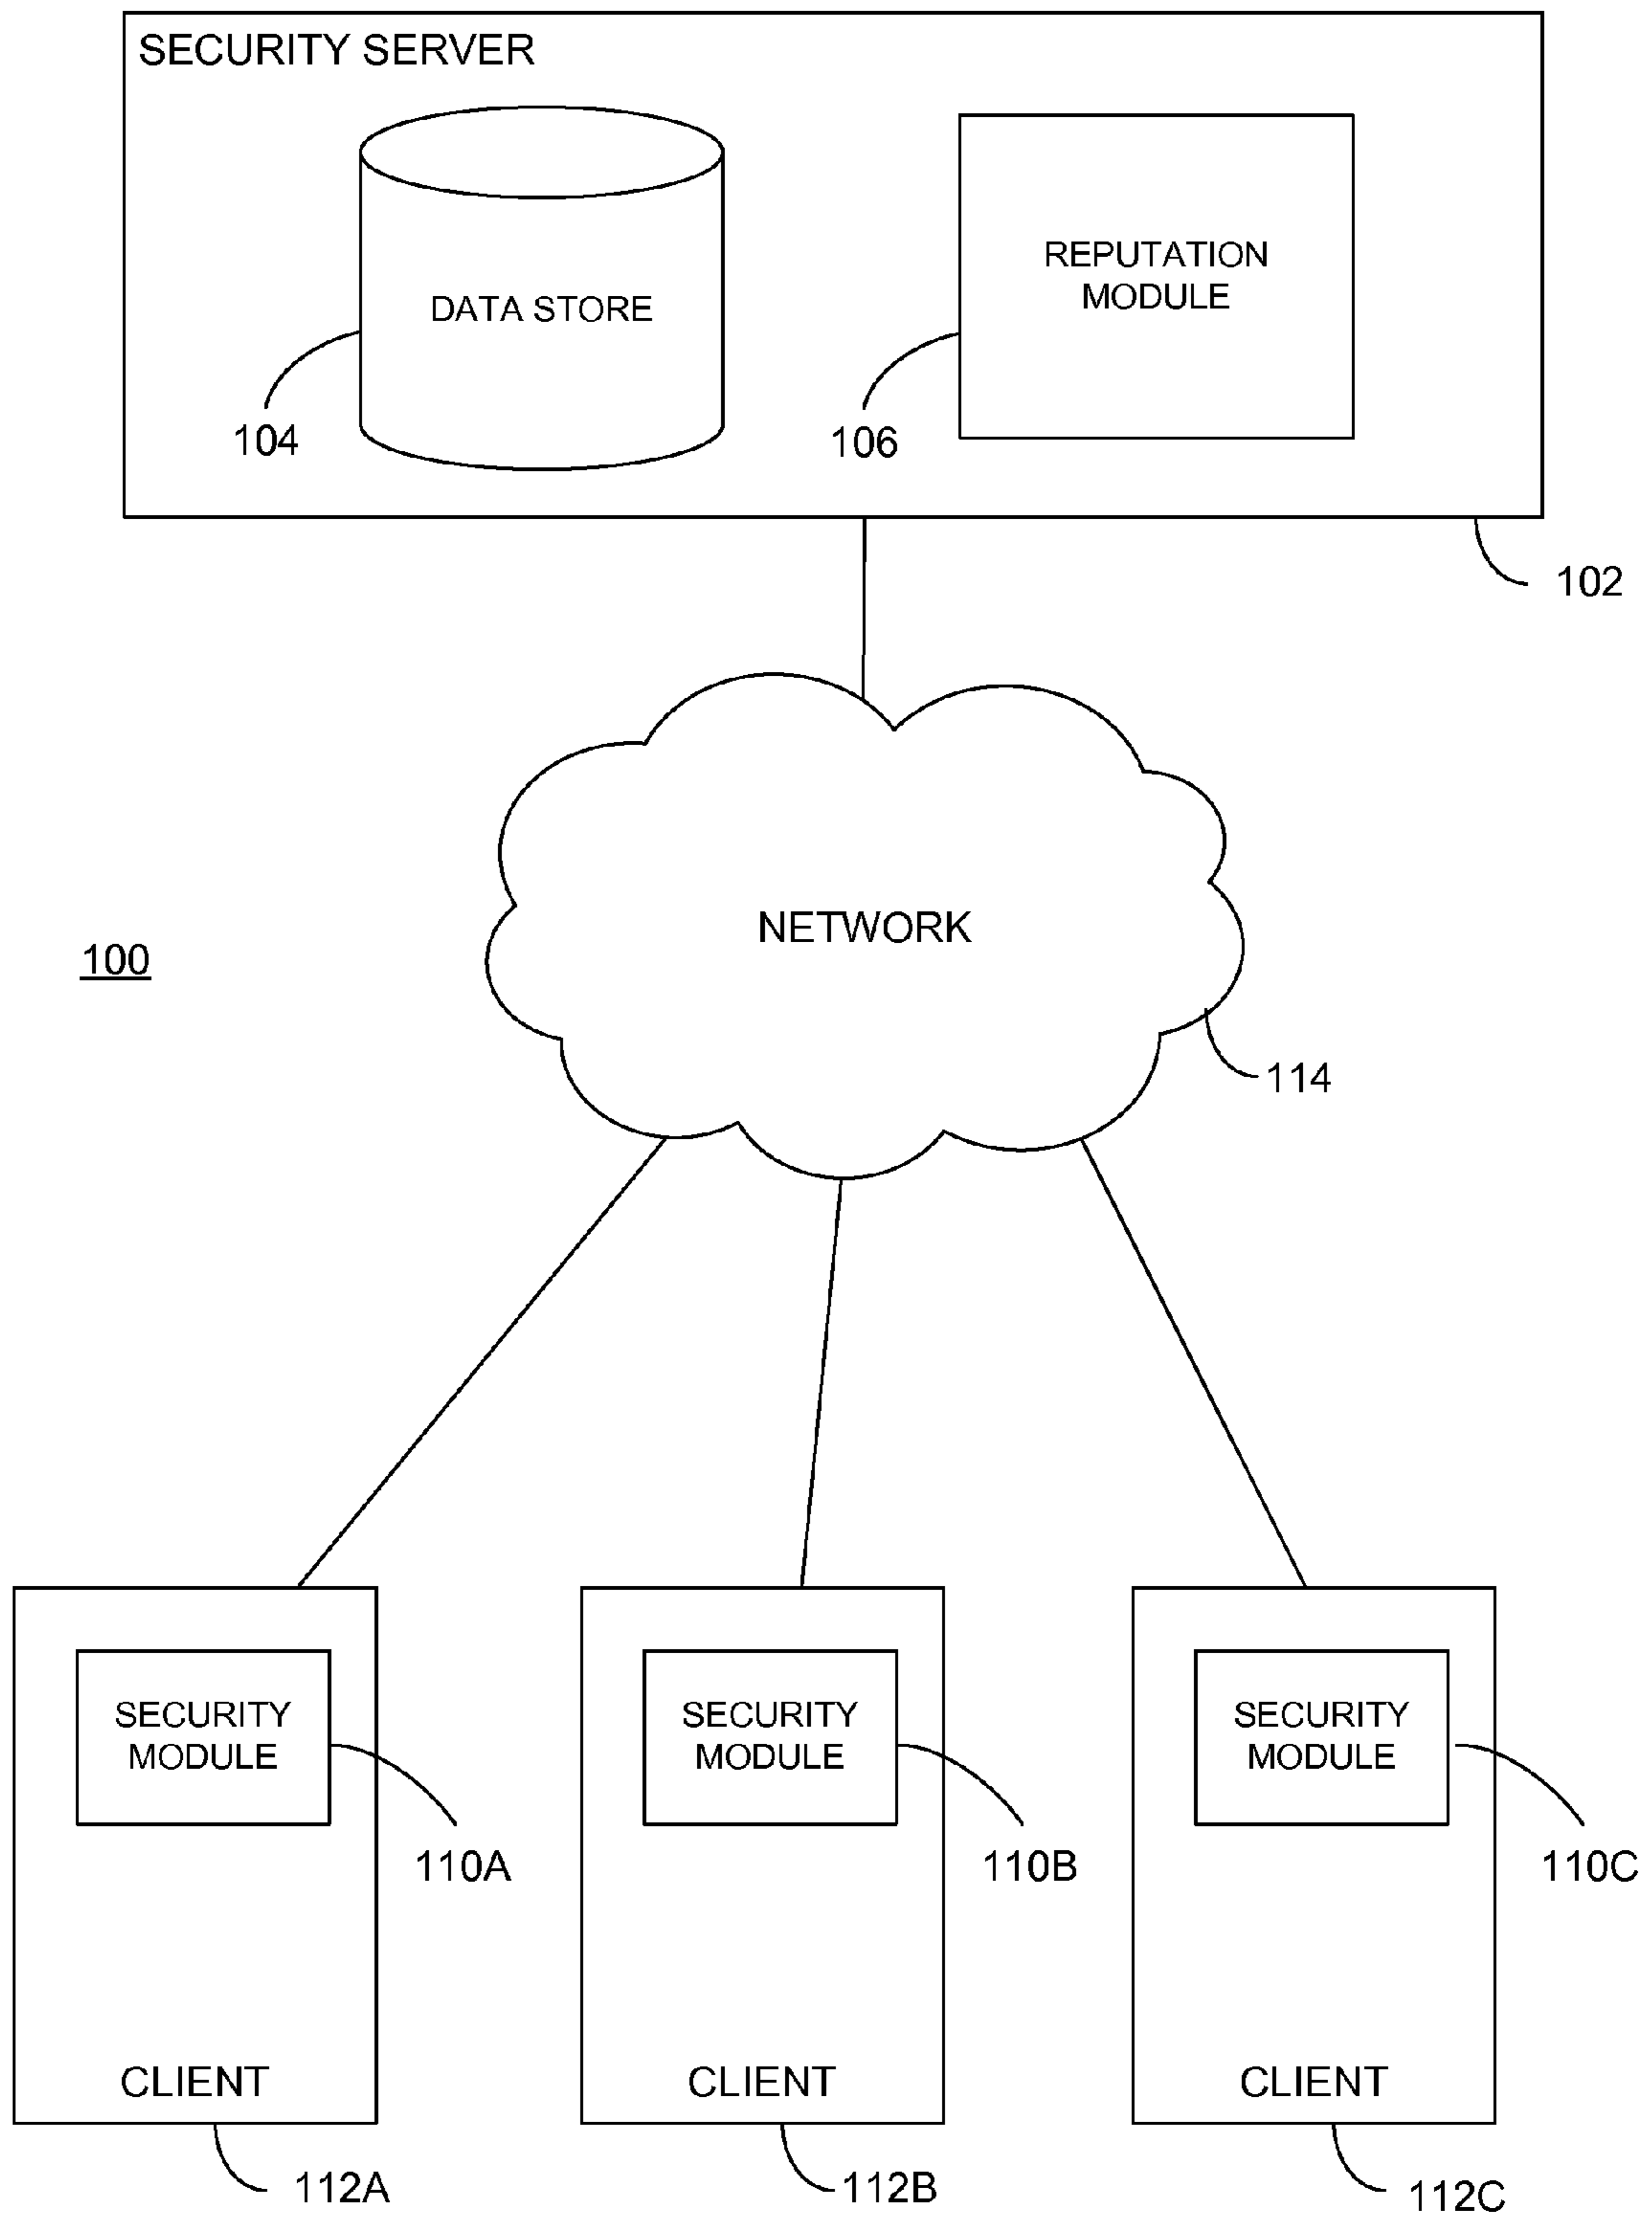 SECURITY SERVER
DATA STORE
REPUTATION
MODULE
104
106
102
NETWORK
100
114
SECURITY
MODULE
110A
CLIENT
112A
SECURITY
MODULE
110B
CLIENT
112B
SECURITY
MODULE
110C
CLIENT
112C